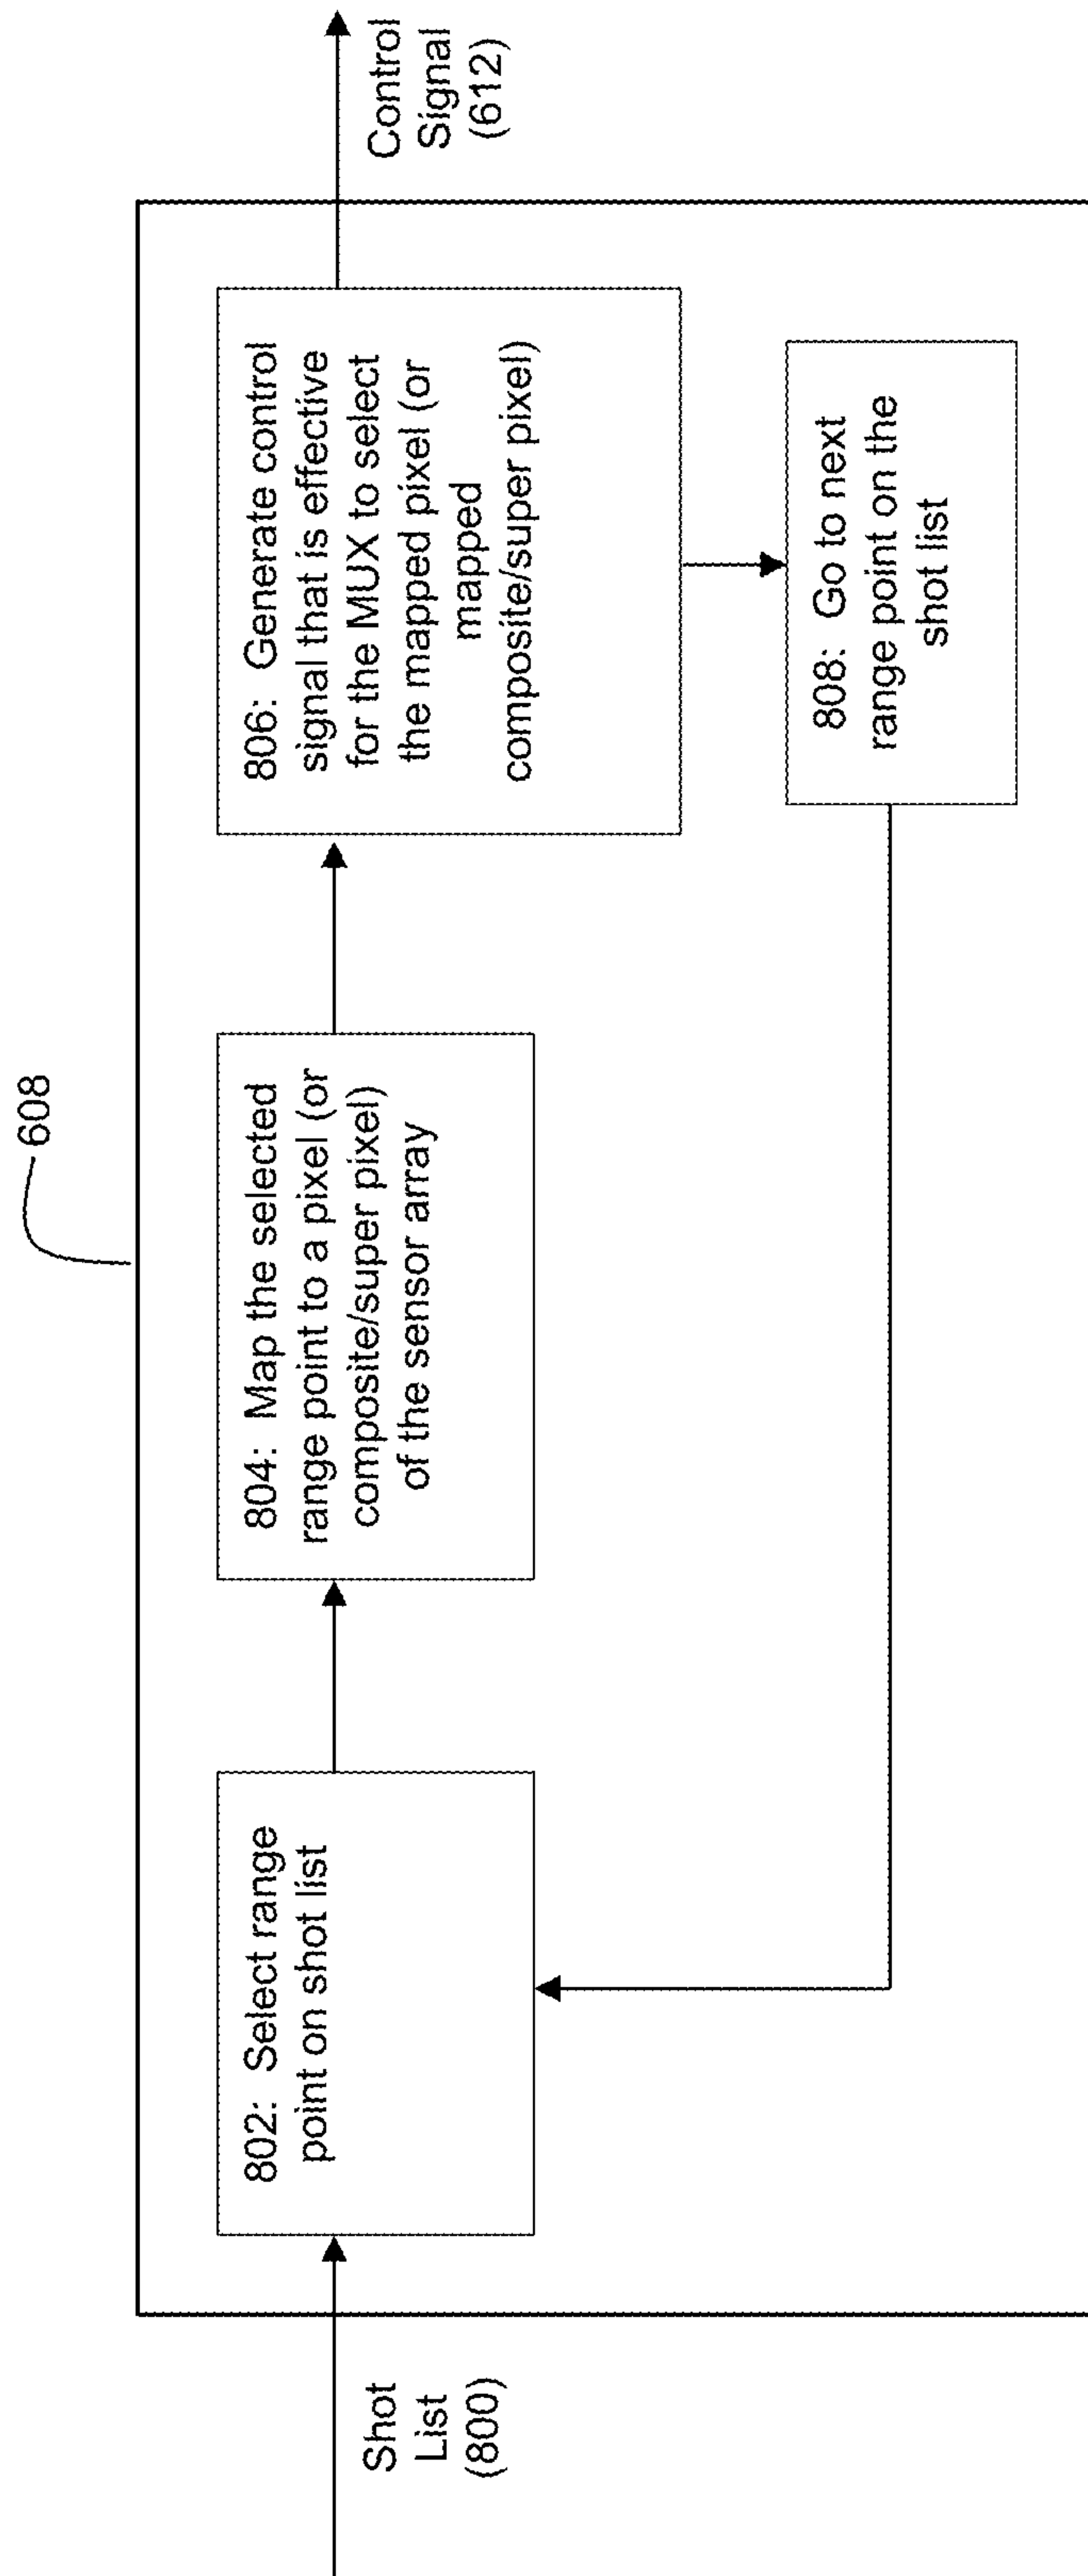 608
Shot
List
(800)
802: Select range
point on shot list
804: Map the selected
range point to a pixel (or
composite/super pixel)
of the sensor array
806: Generate control
signal that is effective
for the MUX to select
the mapped pixel (or
mapped
composite/super pixel)
808: Go to next
range point on the
shot list
Control
Signal
(612)